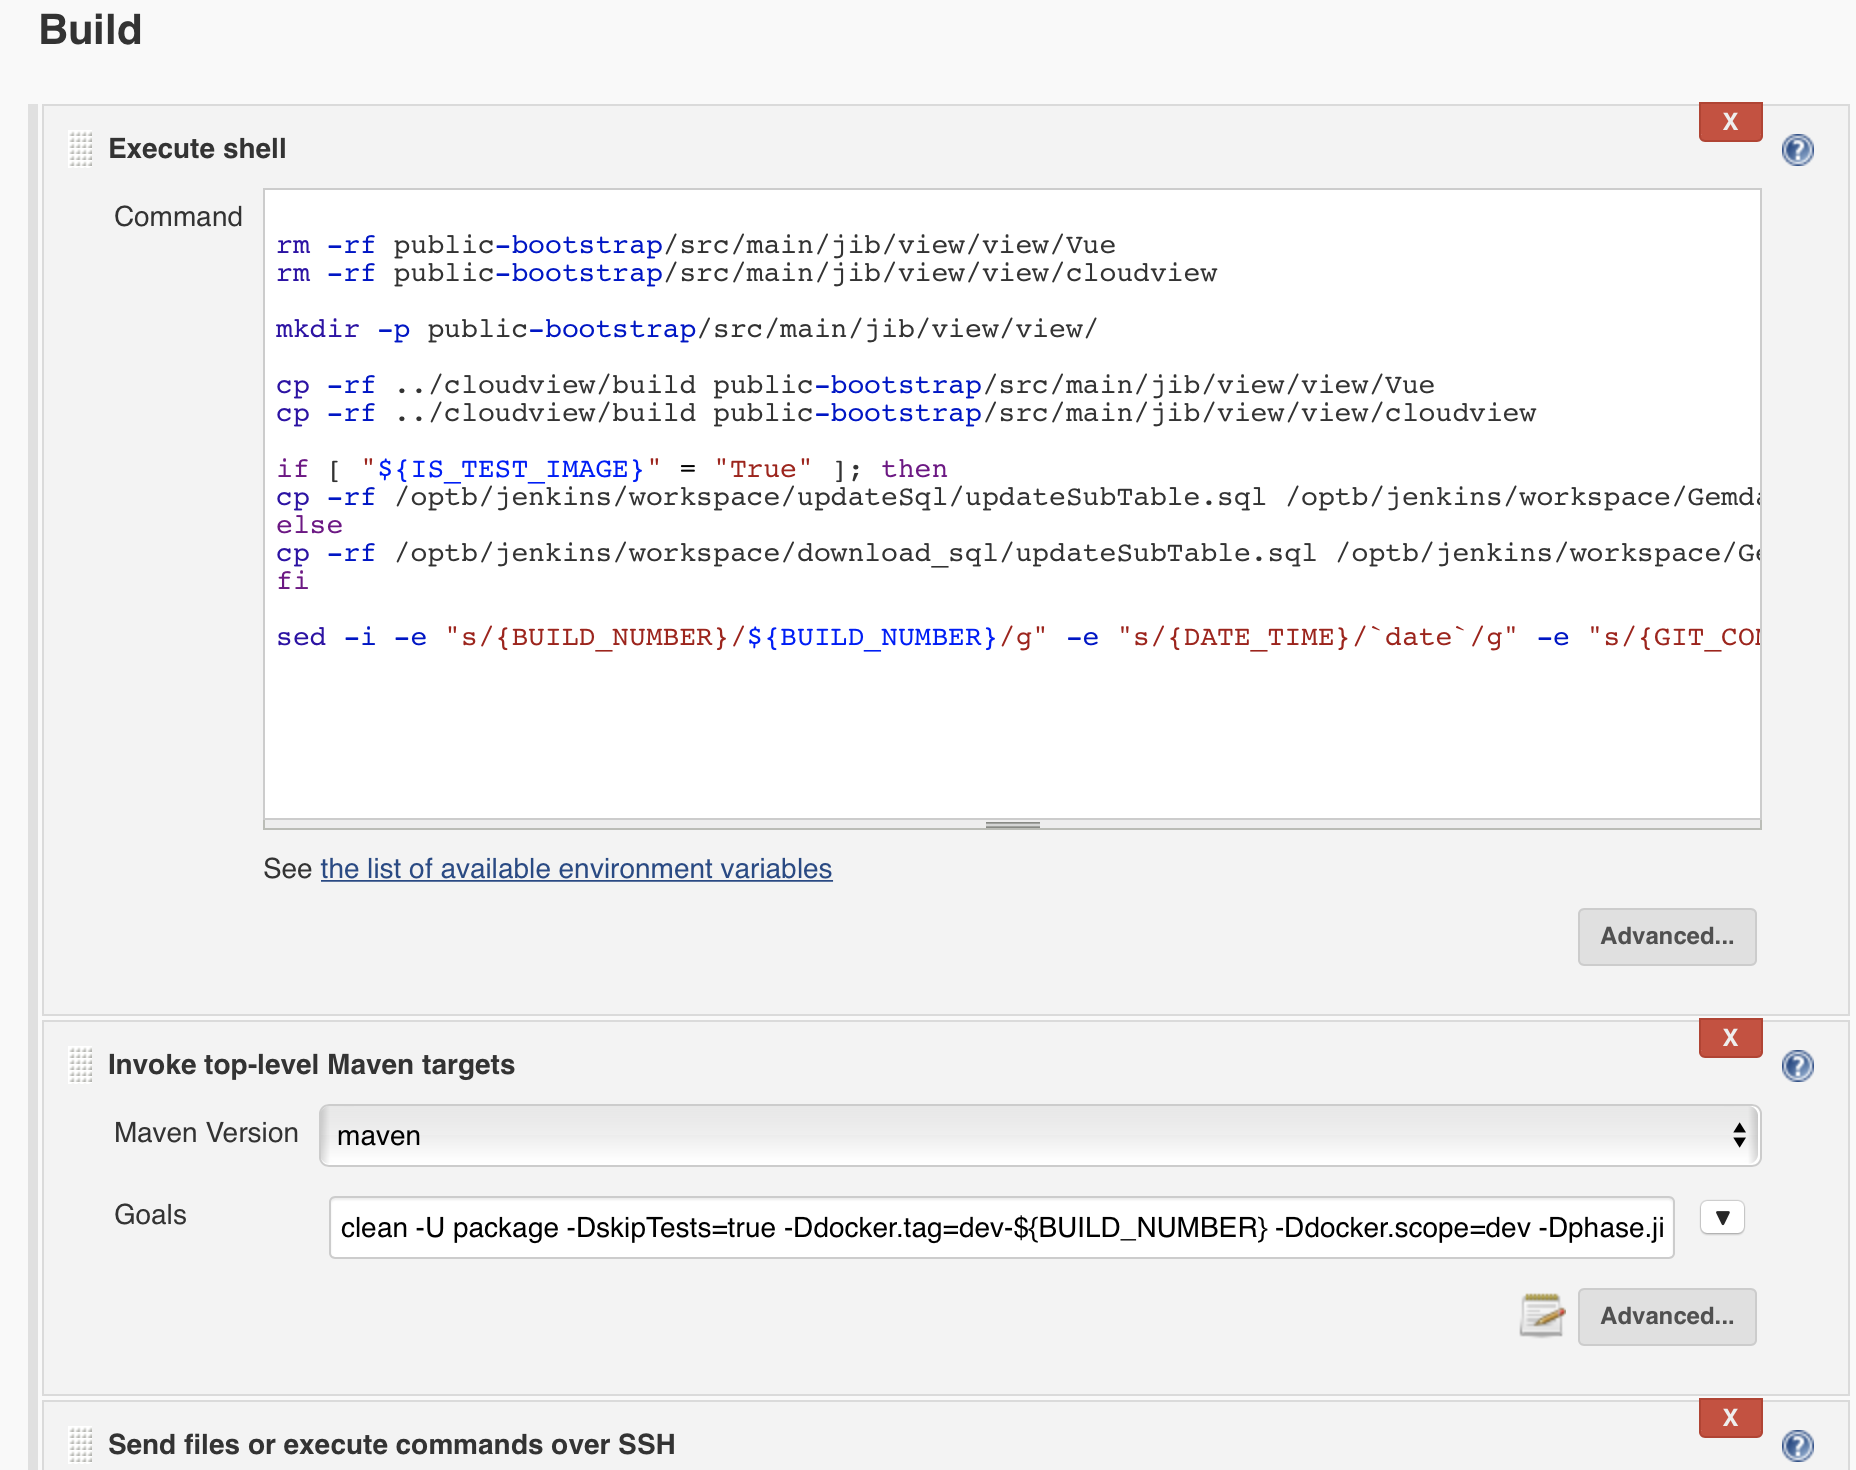 Build
X
Execute shell
?
Command
rm -rf public-bootstrap/src/main/jib/view/view/Vue
rm -rf public-bootstrap/src/main/jib/view/view/cloudview
mkdir -p public-bootstrap/src/main/jib/view/view/
cp -rf ../cloudview/build public-bootstrap/src/main/jib/view/view/Vue
cp -rf ../cloudview/build public-bootstrap/src/main/jib/view/view/cloudview
if [ "${IS_TEST_IMAGE}" = "True" ]; then
cp -rf /optb/jenkins/workspace/updateSql/updateSubTable.sql /optb/jenkins/workspace/Gemda
else
cp -rf /optb/jenkins/workspace/download_sql/updateSubTable.sql /optb/jenkins/workspace/Ge
fi
sed -i -e "s/{BUILD_NUMBER}/${BUILD_NUMBER}/g" -e "s/{DATE_TIME}/`date`/g" -e "s/{GIT_COM
See the list of available environment variables
Advanced...
X
Invoke top-level Maven targets
?
Maven Version
maven
Goals
clean -U package -DskipTests=true -Ddocker.tag=dev-${BUILD_NUMBER} -Ddocker.scope=dev -Dphase.ji
Advanced...
X
Send files or execute commands over SSH
?